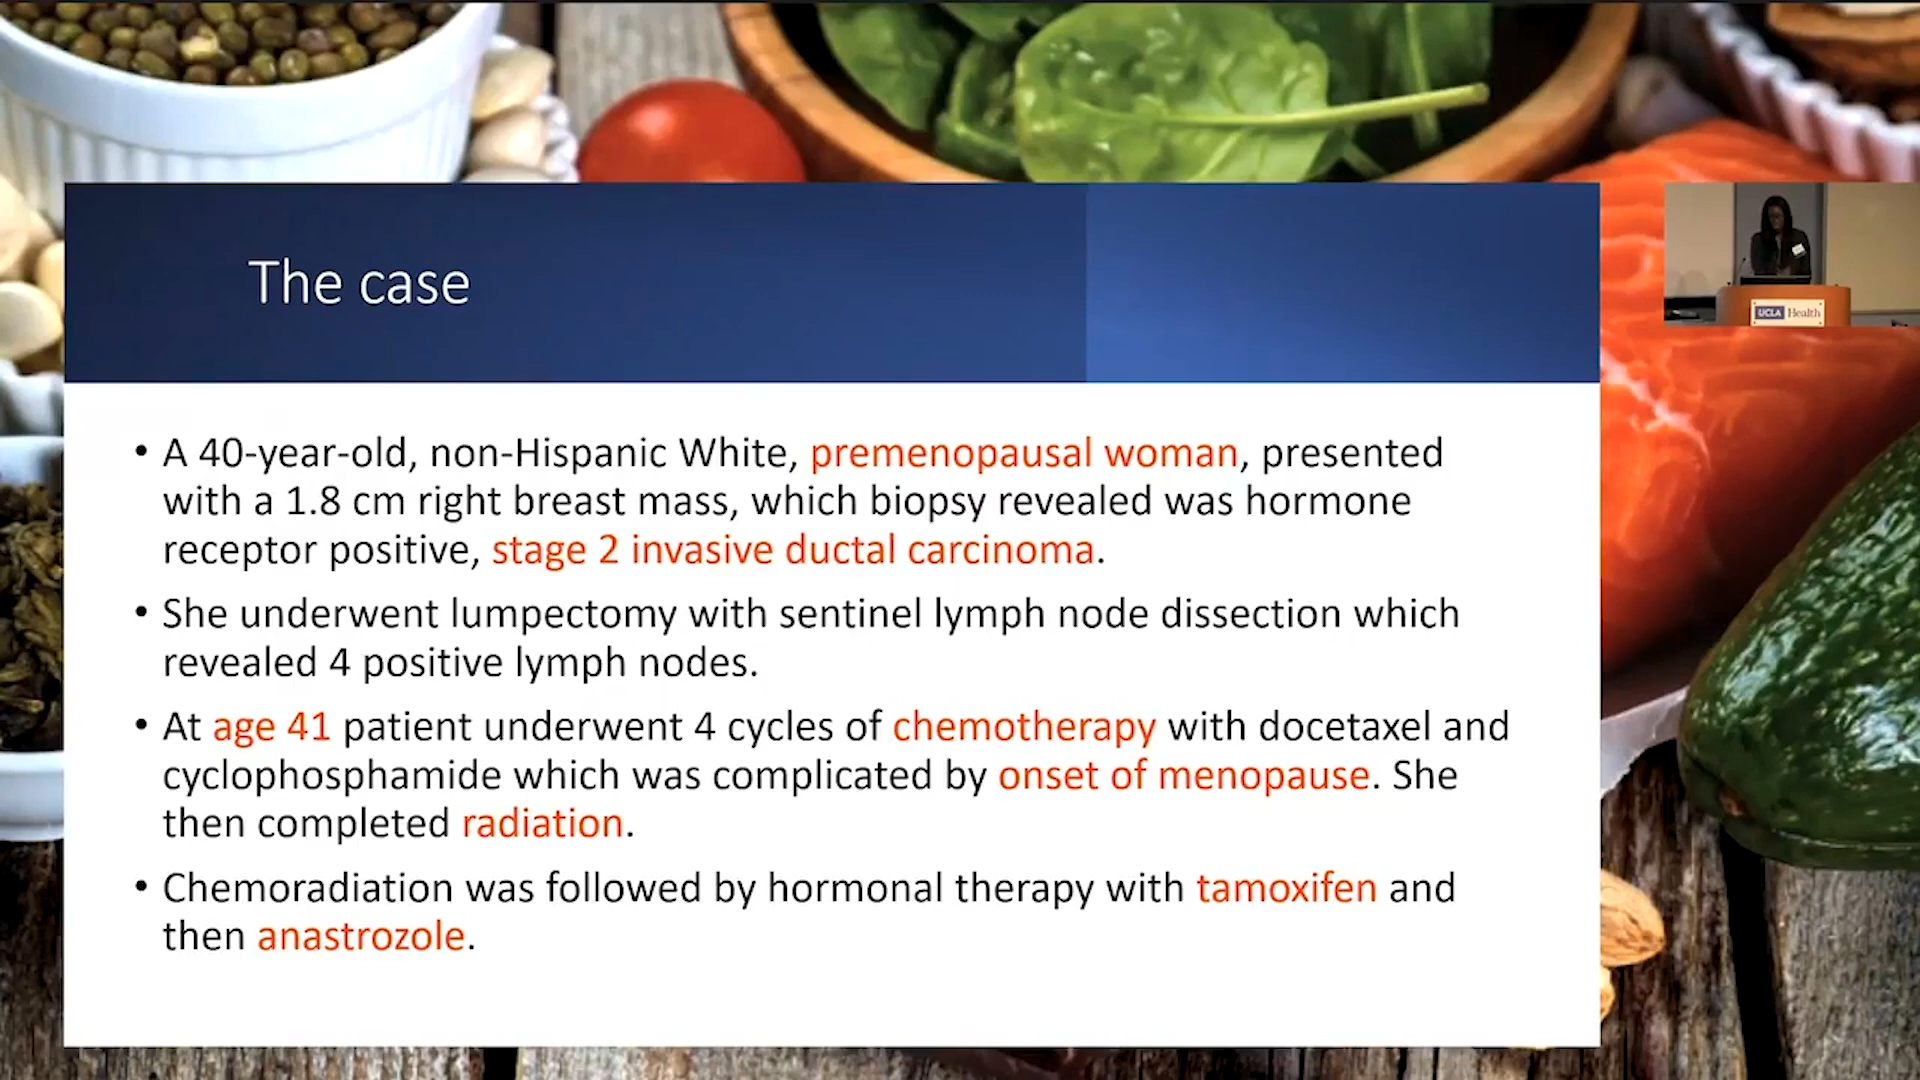 The case
• A 40-year-old, non-Hispanic White, premenopausal woman, presented
with a 1.8 cm right breast mass, which biopsy revealed was hormone
receptor positive, stage 2 invasive ductal carcinoma.
• She underwent lumpectomy with sentinel lymph node dissection which
revealed 4 positive lymph nodes.
• At age 41 patient underwent 4 cycles of chemotherapy with docetaxel and
cyclophosphamide which was complicated by onset of menopause. She
then completed radiation.
• Chemoradiation was followed by hormonal therapy with tamoxifen and
then anastrozole.
UCLA Health